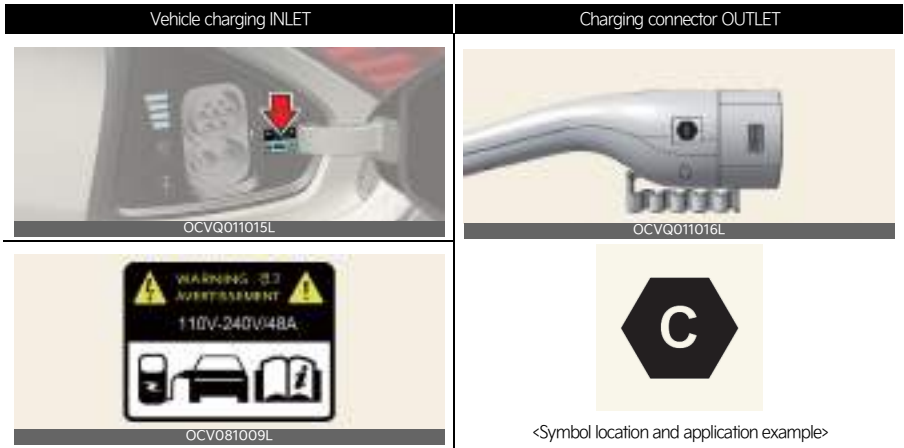 Vehicle charging INLET
Charging connector OUTLET
OCVQ011015L
OCVQ011016L
WARNING
AVERTISSEMENT
110V-240V/48A
OCV081009L
C
<Symbol location and application example>